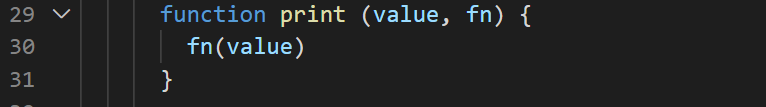 29 function print (value, fn) {
30 fn(value)
31 }